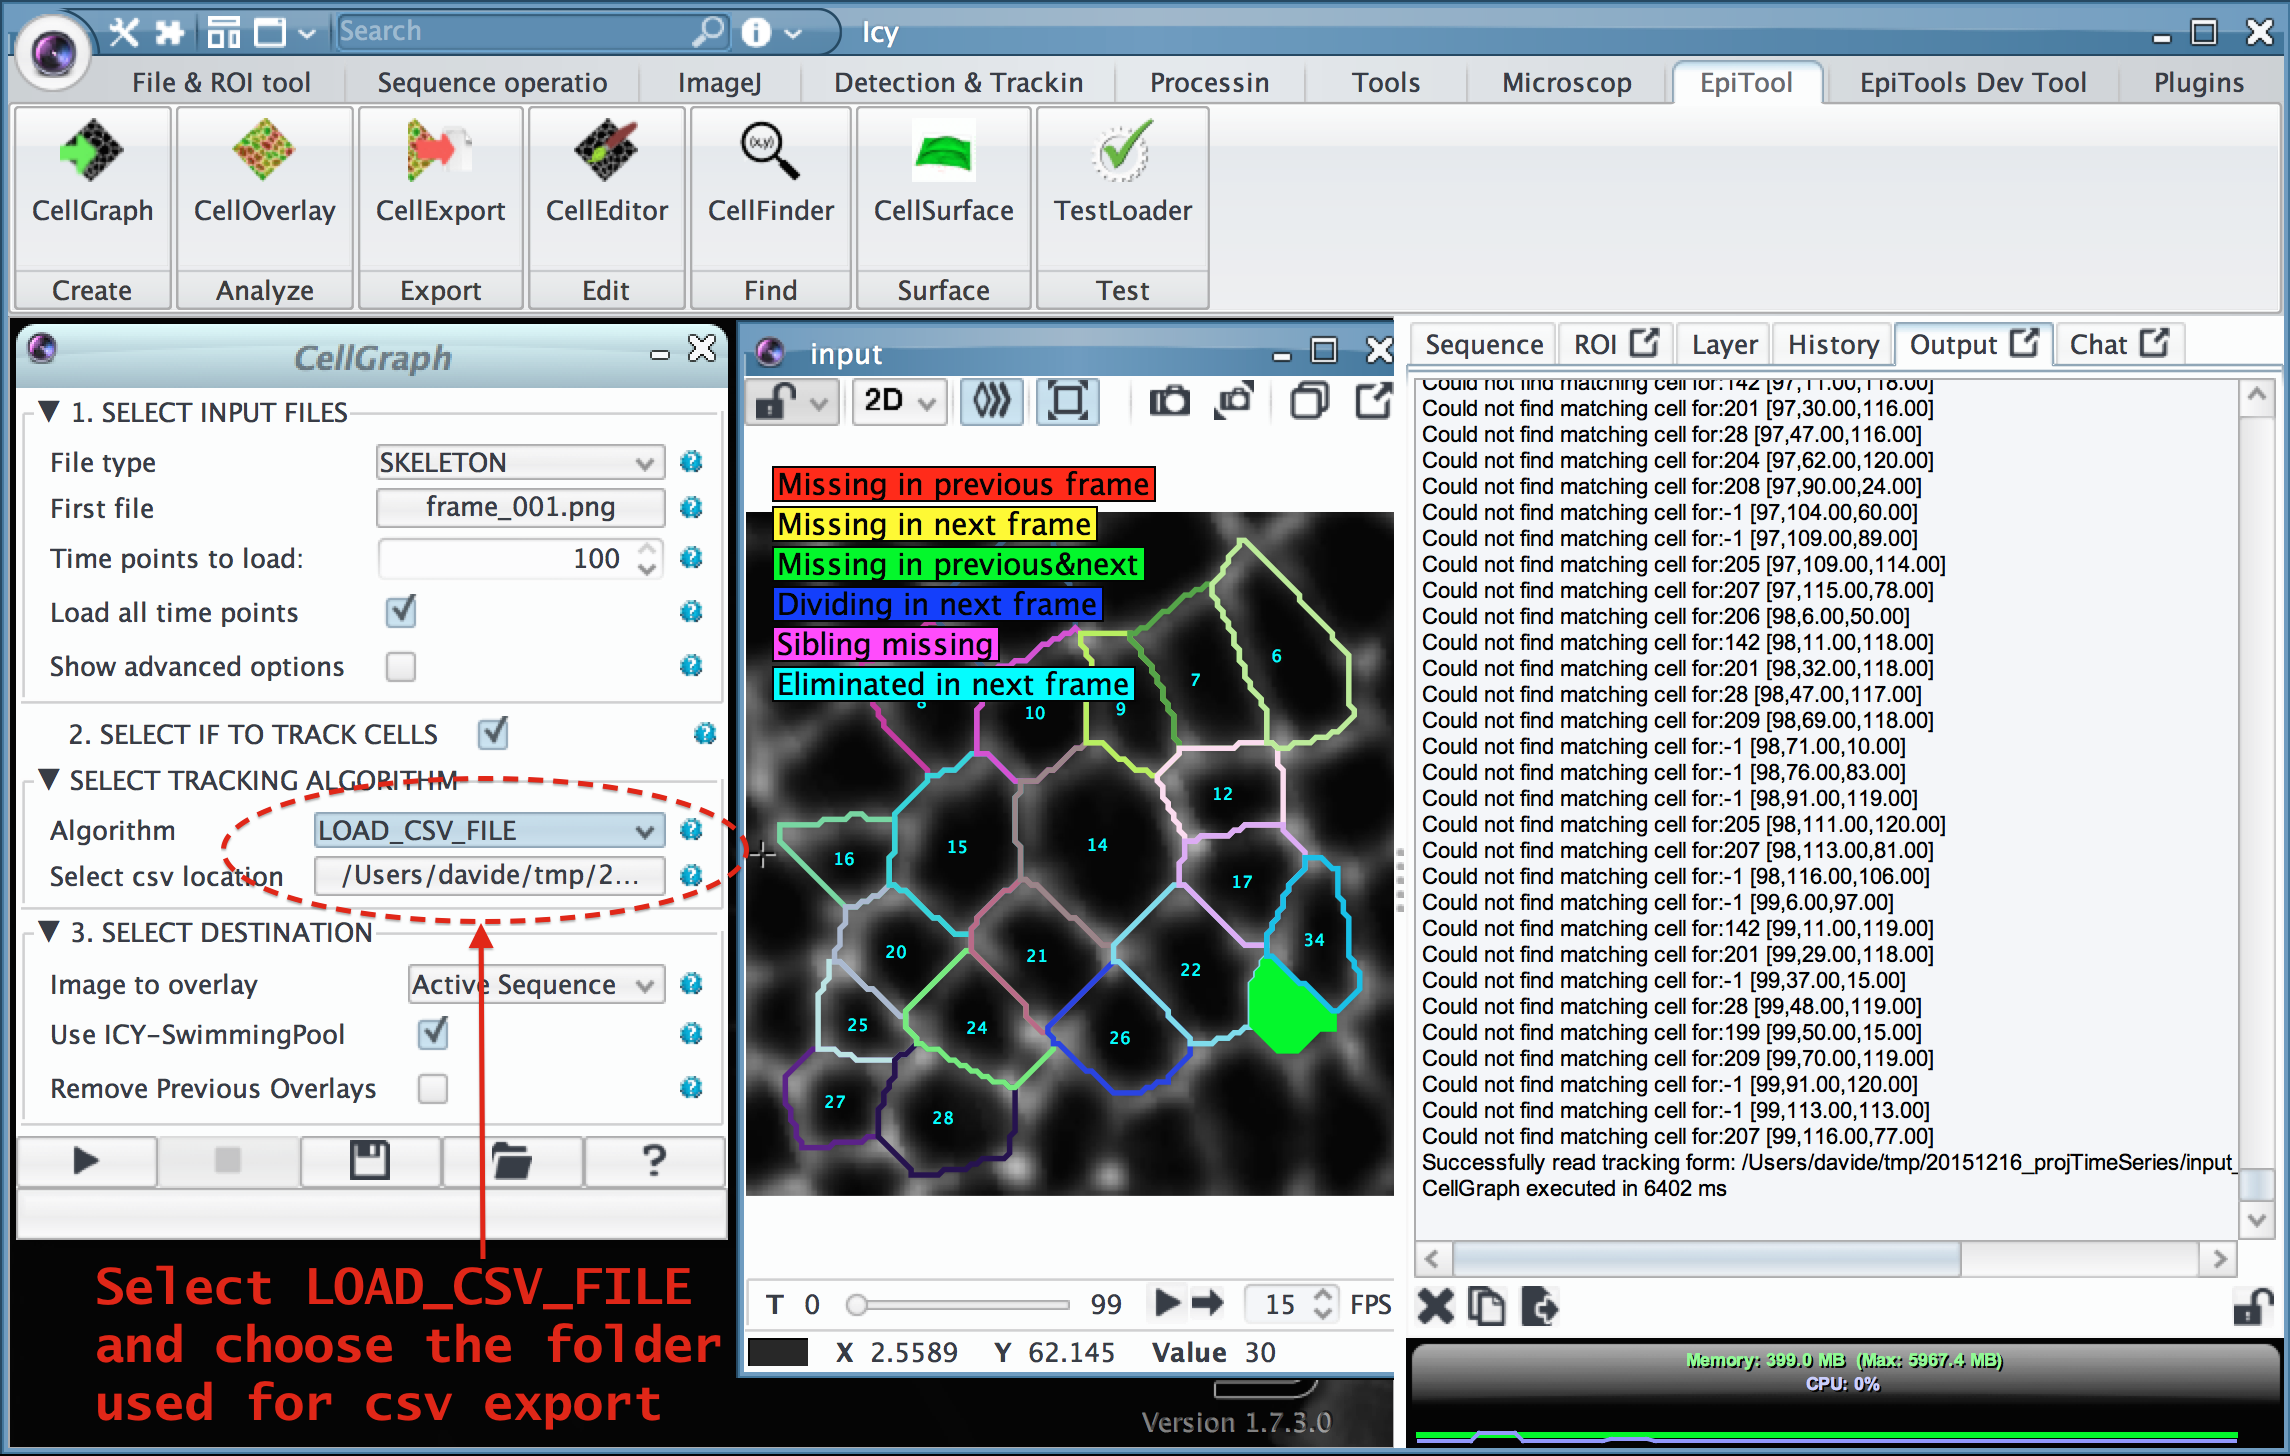 Search
Icy
File & ROI tool
Sequence operatio
ImageJ
Detection & Trackin
Processin
Tools
Microscop
EpiTool
EpiTools Dev Tool
Plugins
CellGraph
CellOverlay
CellExport
CellEditor
CellFinder
CellSurface
TestLoader
Create
Analyze
Export
Edit
Find
Surface
Test
CellGraph
1. SELECT INPUT FILES
File type
SKELETON
First file
frame_001.png
Time points to load:
100
Load all time points
Show advanced options
2. SELECT IF TO TRACK CELLS
SELECT TRACKING ALGORITHM
Algorithm
LOAD_CSV_FILE
Select csv location
/Users/davide/tmp/2...
3. SELECT DESTINATION
Image to overlay
Active Sequence
Use ICY-SwimmingPool
Remove Previous Overlays
?
Select LOAD_CSV_FILE
and choose the folder
used for csv export
input
2D
Missing in previous frame
Missing in next frame
Missing in previous&next
Dividing in next frame
Sibling missing
Eliminated in next frame
6
7
8
10
9
12
15
14
16
17
20
21
34
22
25
24
26
27
28
T 0
99
15
FPS
X 2.5589 Y 62.145 Value 30
Version 1.7.3.0
Sequence
ROI
Layer
History
Output
Chat
Could not find matching cell for:142 [97,11.00,118.00]
Could not find matching cell for:201 [97,30.00,116.00]
Could not find matching cell for:28 [97,47.00,116.00]
Could not find matching cell for:204 [97,62.00,120.00]
Could not find matching cell for:208 [97,90.00,24.00]
Could not find matching cell for:-1 [97,104.00,60.00]
Could not find matching cell for:-1 [97,109.00,89.00]
Could not find matching cell for:205 [97,109.00,114.00]
Could not find matching cell for:207 [97,115.00,78.00]
Could not find matching cell for:206 [98,6.00,50.00]
Could not find matching cell for:142 [98,11.00,118.00]
Could not find matching cell for:201 [98,32.00,118.00]
Could not find matching cell for:28 [98,47.00,117.00]
Could not find matching cell for:209 [98,69.00,118.00]
Could not find matching cell for:-1 [98,71.00,10.00]
Could not find matching cell for:-1 [98,76.00,83.00]
Could not find matching cell for:-1 [98,91.00,119.00]
Could not find matching cell for:205 [98,111.00,120.00]
Could not find matching cell for:207 [98,113.00,81.00]
Could not find matching cell for:-1 [98,116.00,106.00]
Could not find matching cell for:-1 [99,6.00,97.00]
Could not find matching cell for:142 [99,11.00,119.00]
Could not find matching cell for:201 [99,29.00,118.00]
Could not find matching cell for:-1 [99,37.00,15.00]
Could not find matching cell for:28 [99,48.00,119.00]
Could not find matching cell for:199 [99,50.00,15.00]
Could not find matching cell for:209 [99,70.00,119.00]
Could not find matching cell for:-1 [99,91.00,120.00]
Could not find matching cell for:-1 [99,113.00,113.00]
Could not find matching cell for:207 [99,116.00,77.00]
Successfully read tracking form: /Users/davide/tmp/20151216_projTimeSeries/input_
CellGraph executed in 6402 ms
Memory: 399.0 MB (Max: 5967.4 MB)
CPU: 0%